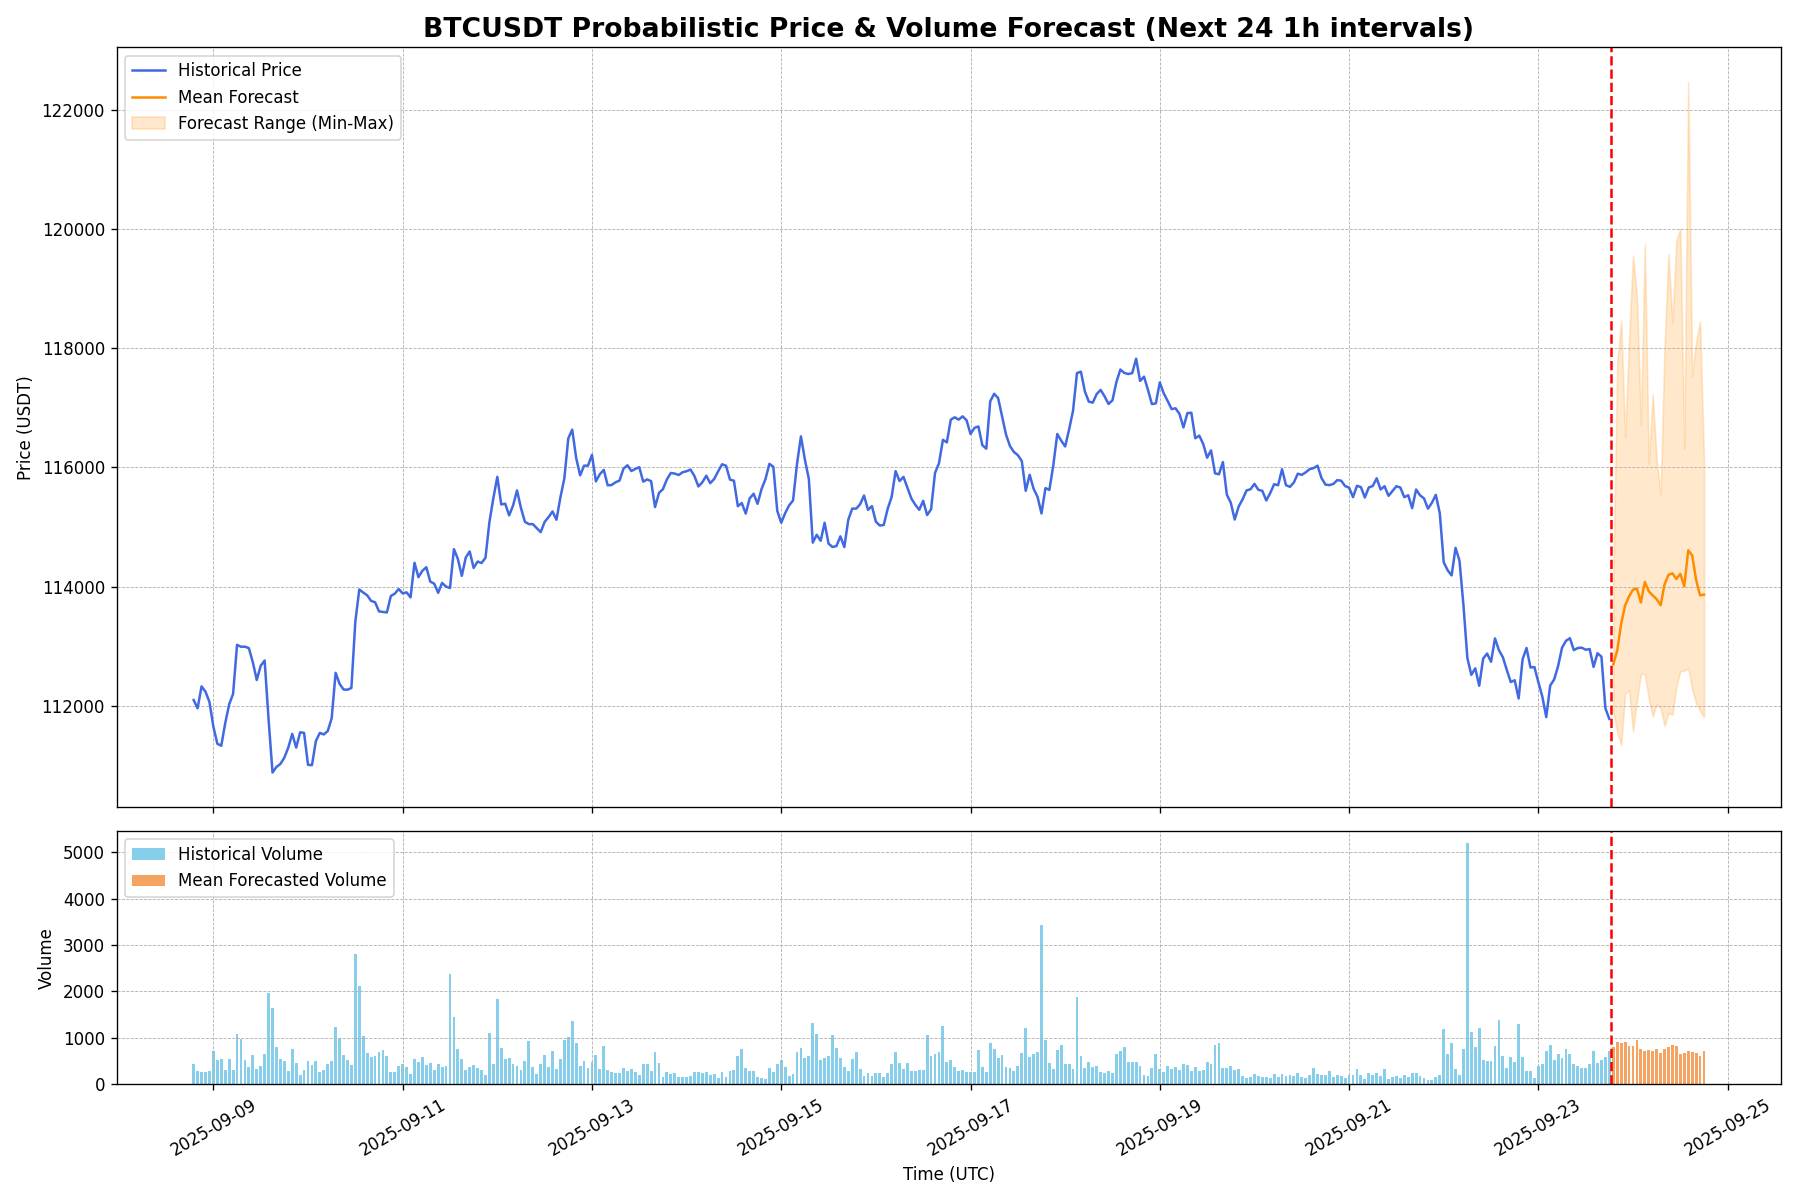 BTCUSDT Probabilistic Price & Volume Forecast (Next 24 1h intervals)
Historical Price
Mean Forecast
Forecast Range (Min-Max)
122000
120000
118000
116000
114000
112000
Price (USDT)
Historical Volume
Mean Forecasted Volume
5000
4000
3000
2000
1000
0
Volume
2025-09-09
2025-09-11
2025-09-13
2025-09-15
2025-09-17
2025-09-19
2025-09-21
2025-09-23
2025-09-25
Time (UTC)